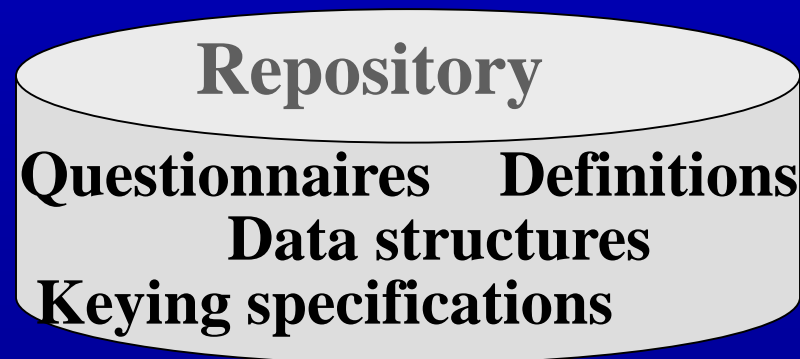 Repository
Questionnaires Definitions
Data structures
Keying specifications